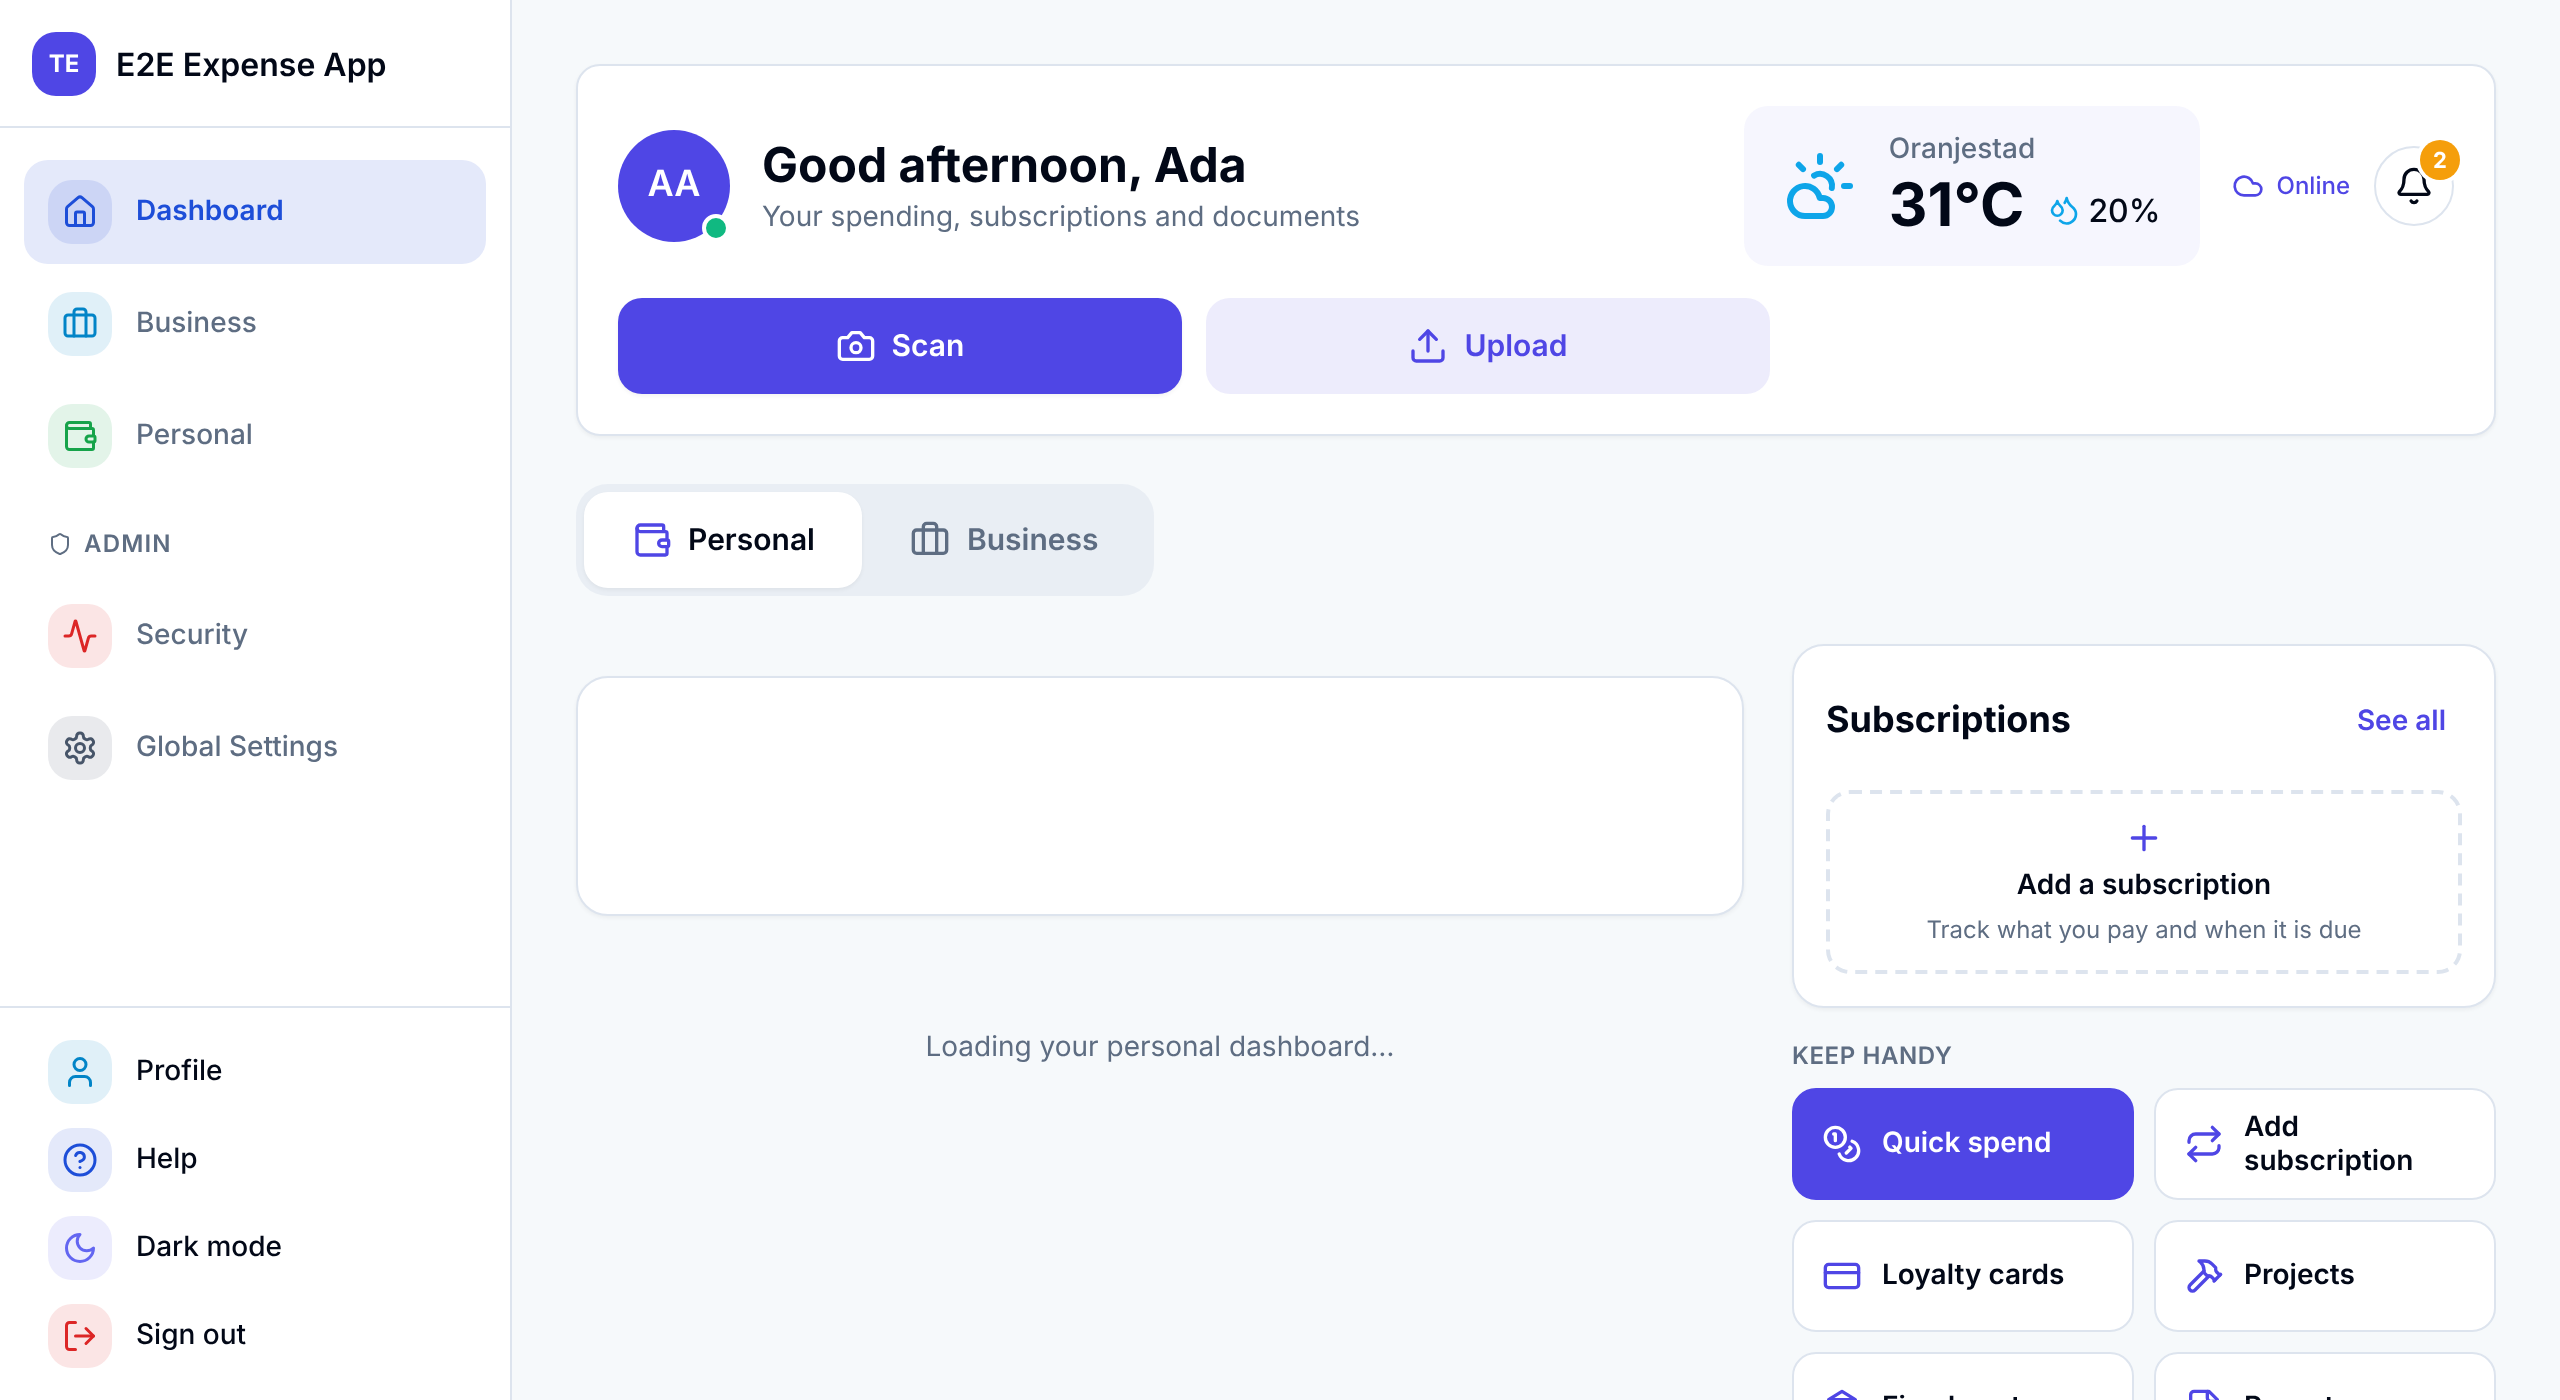 TE
E2E Expense App
Dashboard
Business
Personal
ADMIN
Security
Global Settings
Profile
Help
Dark mode
Sign out
AA
Good afternoon, Ada
Your spending, subscriptions and documents
Oranjestad
31°C
20%
Online
2
Scan
Upload
Personal
Business
Loading your personal dashboard...
Subscriptions
See all
Add a subscription
Track what you pay and when it is due
KEEP HANDY
Quick spend
Add
subscription
Loyalty cards
Projects